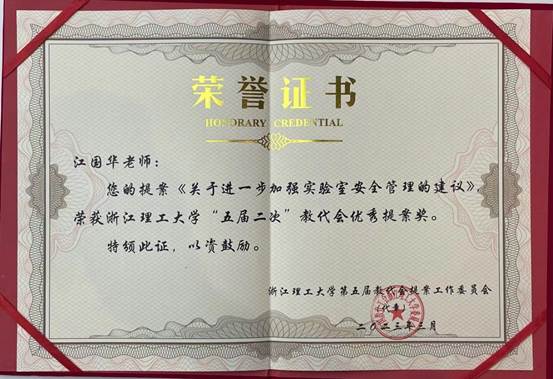 荣誉证书
HONORARY CREDENTIAL
江国华老师：
您的提案《关于进一步加强实验室安全管理的建议》，
荣获浙江理工大学“五届二次”教代会优秀提案奖。
特颁此证，以资鼓励。
浙江理工大学第五届教代会提案工作委员会
（代章）
二〇二三年三月